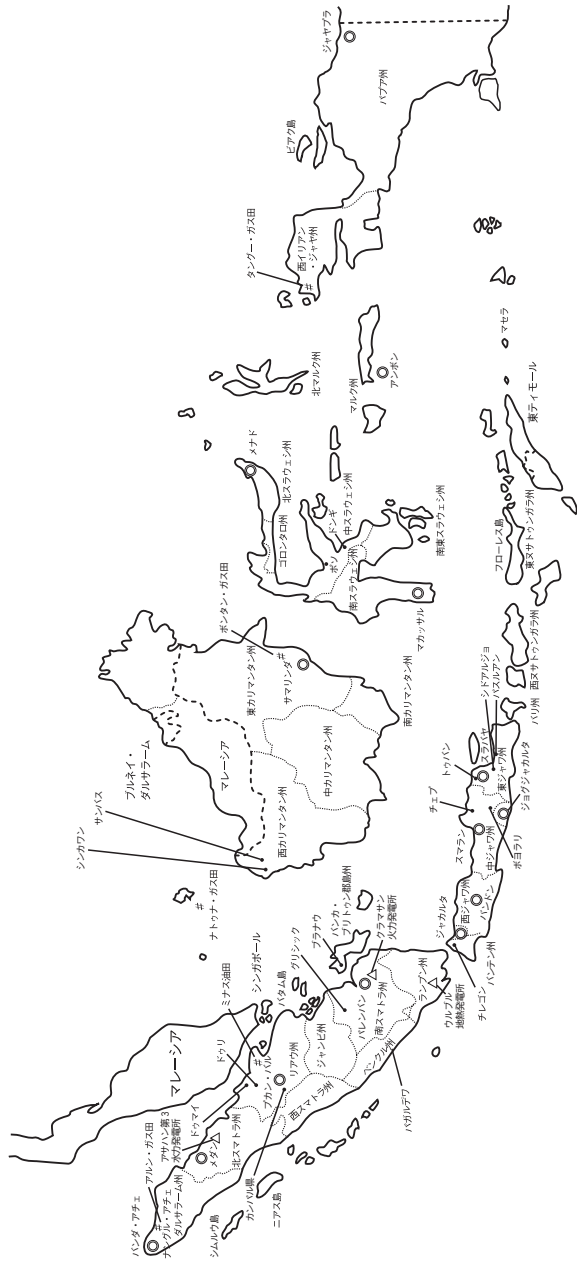 バンダ・アチェ
アルン・ガス田
ナングル・アチェ
ダルサラーム州
アサハン第3
水力発電所
メダン
北スマトラ州
シムルウ島
ニアス島
カンパル県
ドゥマイ
ドゥリ
ミナス油田
プカン・バル
リアウ州
西スマトラ州
マレーシア
シンガポール
バタム島
グリシック
ジャンビ州
ブラナウ
バンカ・
ブリトゥン郡島州
クラマサン
火力発電所
パレンバン
南スマトラ州
ベンクル州
パガルデワ
ランプン州
ウルブル
地熱発電所
ナトゥナ・ガス田
シンカワン
サンバス
ブルネイ・
ダルサラーム
マレーシア
西カリマンタン州
中カリマンタン州
東カリマンタン州
サマリンダ
南カリマンタン州
ボンタン・ガス田
チレゴン
バンテン州
ジャカルタ
西ジャワ州
バンドン
スマラン
中ジャワ州
チェプ
ボヨラリ
ジョグジャカルタ
トゥバン
スラバヤ
東ジャワ州
シドアルジョ
パスルアン
バリ州
西ヌサトゥンガラ州
フローレス島
東ヌサトゥンガラ州
東ティモール
マセラ
マカッサル
南スラウェシ州
ポソ
ドンギ
中スラウェシ州
南東スラウェシ州
ゴロンタロ州
北スラウェシ州
メナド
北マルク州
マルク州
アンボン
タングー・ガス田
西イリアン
・ジャヤ州
ビアク島
パプア州
ジャヤプラ